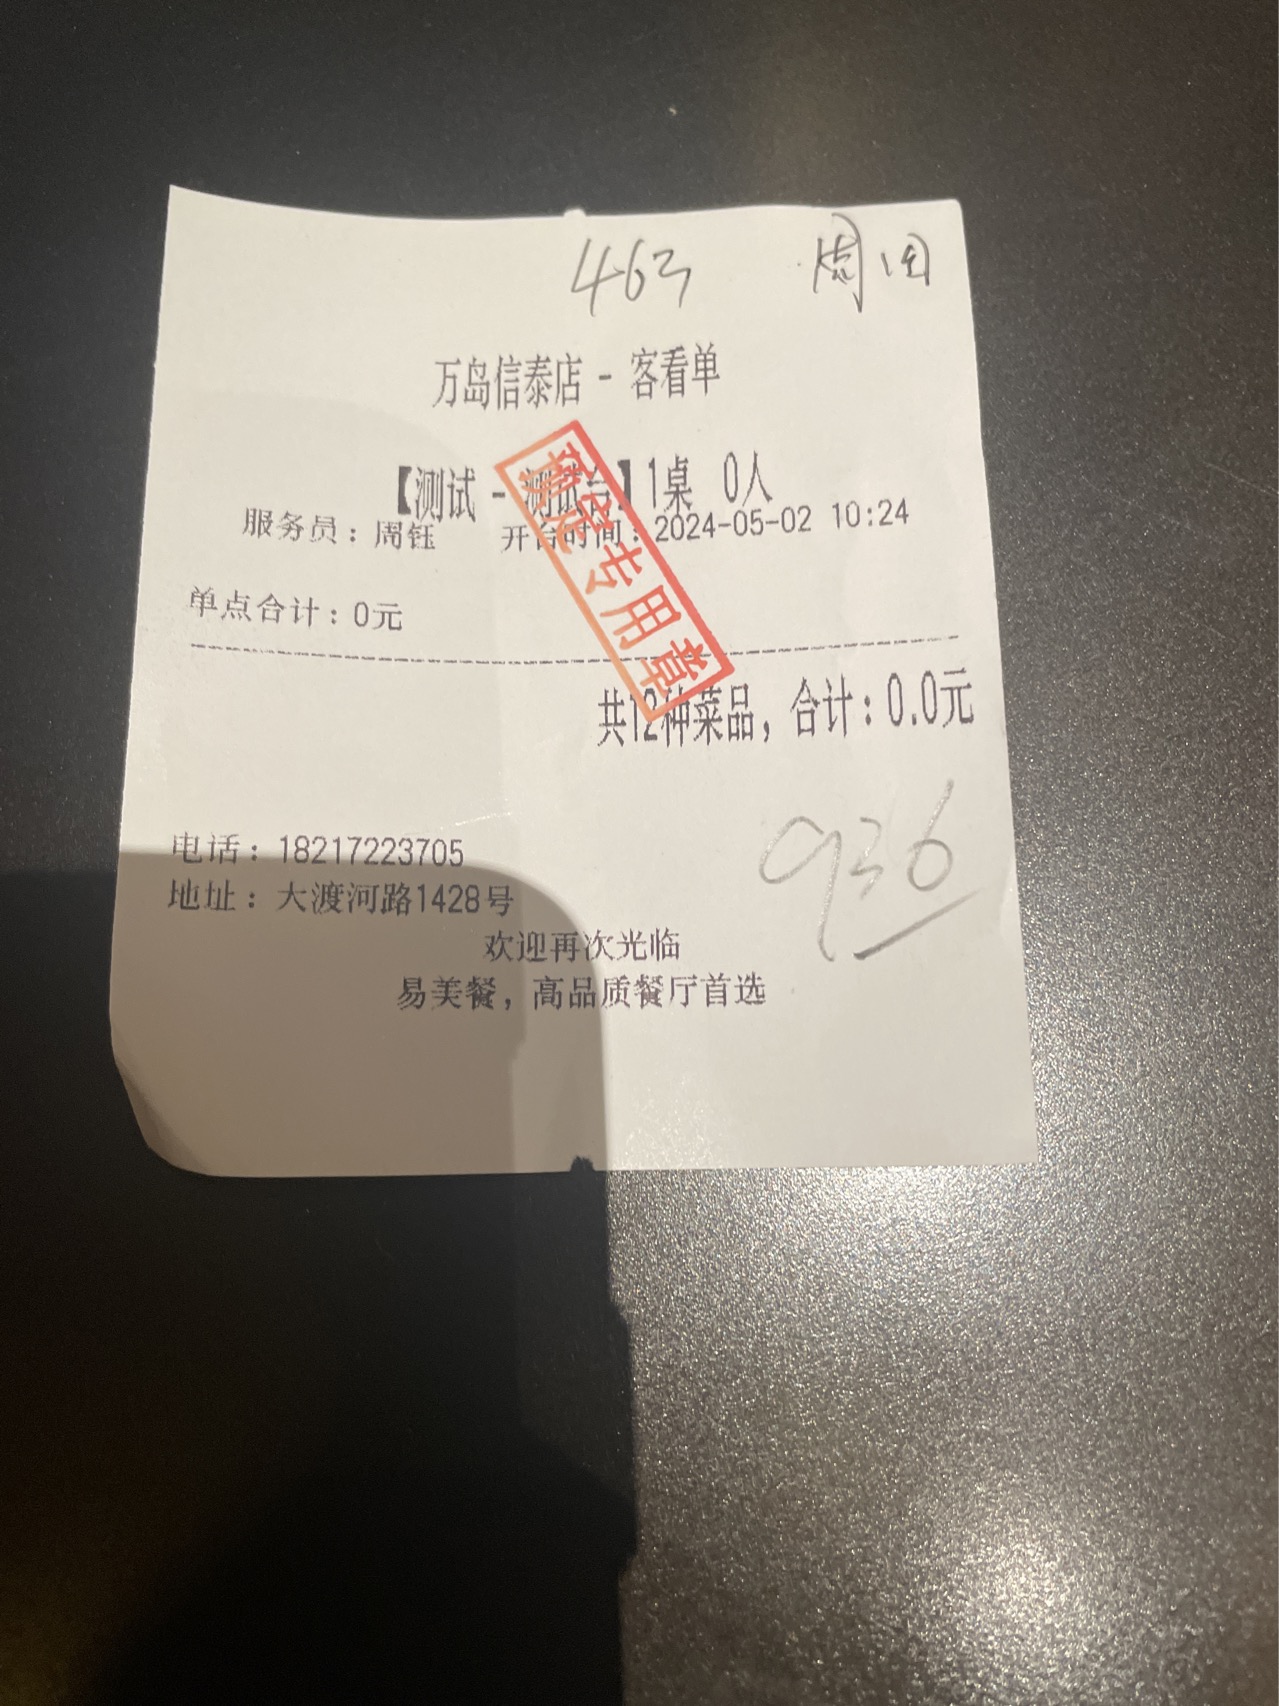 463 周田
万岛信泰店 - 客看单
【测试 - 测试台】1桌 0人
服务员：周钰 开台时间：2024-05-02 10:24
预定专用章
单点合计：0元
共12种菜品，合计：0.0元
936
电话：18217223705
地址：大渡河路1428号
欢迎再次光临
易美餐，高品质餐厅首选